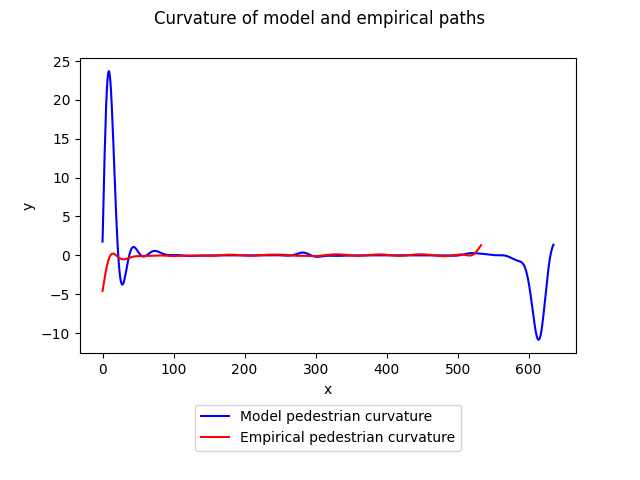 Curvature of model and empirical paths
25
20
15
10
5
0
−5
−10
y
0 100 200 300 400 500 600
x
Model pedestrian curvature
Empirical pedestrian curvature